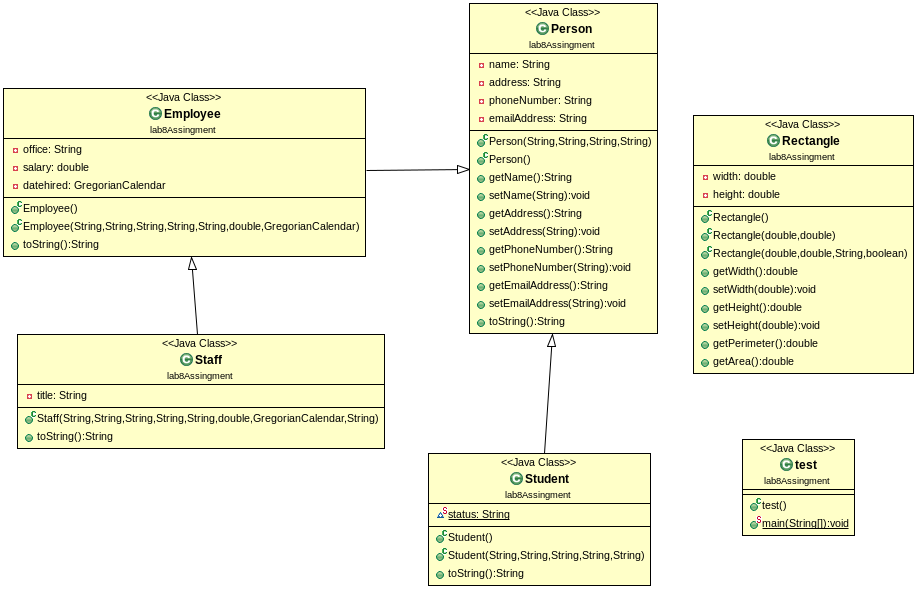 <<Java Class>>
Person
lab8Assingment
name: String
address: String
phoneNumber: String
emailAddress: String
Person(String,String,String,String)
Person()
getName():String
setName(String):void
getAddress():String
setAddress(String):void
getPhoneNumber():String
setPhoneNumber(String):void
getEmailAddress():String
setEmailAddress(String):void
toString():String
<<Java Class>>
Employee
lab8Assingment
office: String
salary: double
datehired: GregorianCalendar
Employee()
Employee(String,String,String,String,String,double,GregorianCalendar)
toString():String
<<Java Class>>
Rectangle
lab8Assingment
width: double
height: double
Rectangle()
Rectangle(double,double)
Rectangle(double,double,String,boolean)
getWidth():double
setWidth(double):void
getHeight():double
setHeight(double):void
getPerimeter():double
getArea():double
<<Java Class>>
Staff
lab8Assingment
title: String
Staff(String,String,String,String,String,double,GregorianCalendar,String)
toString():String
<<Java Class>>
Student
lab8Assingment
status: String
Student()
Student(String,String,String,String,String)
toString():String
<<Java Class>>
test
lab8Assingment
test()
main(String[]):void